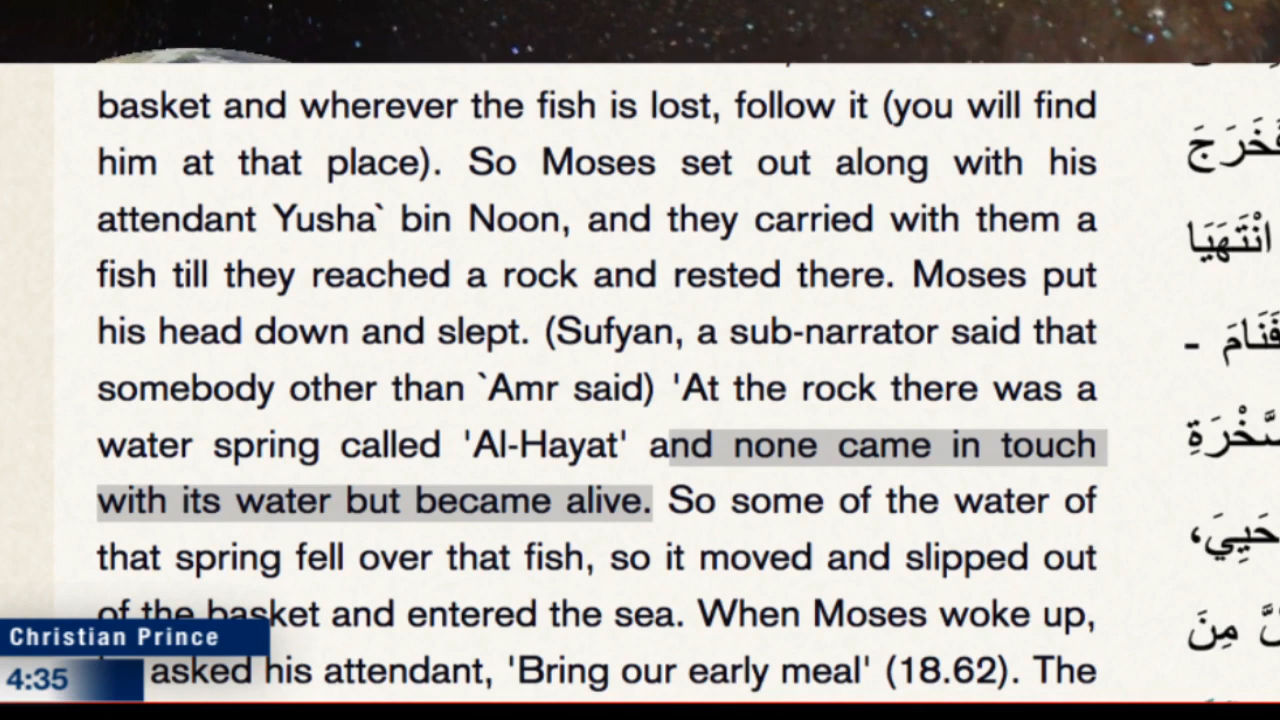 basket and wherever the fish is lost, follow it (you will find
him at that place). So Moses set out along with his
attendant Yusha` bin Noon, and they carried with them a
fish till they reached a rock and rested there. Moses put
his head down and slept. (Sufyan, a sub-narrator said that
somebody other than `Amr said) 'At the rock there was a
water spring called 'Al-Hayat' and none came in touch
with its water but became alive. So some of the water of
that spring fell over that fish, so it moved and slipped out
of the basket and entered the sea. When Moses woke up,
asked his attendant, 'Bring our early meal' (18.62). The
فَخَرَجَ
انْتَهَيَا
فَنَامَ -
حَيِيَ،
مِنَ
Christian Prince
4:35